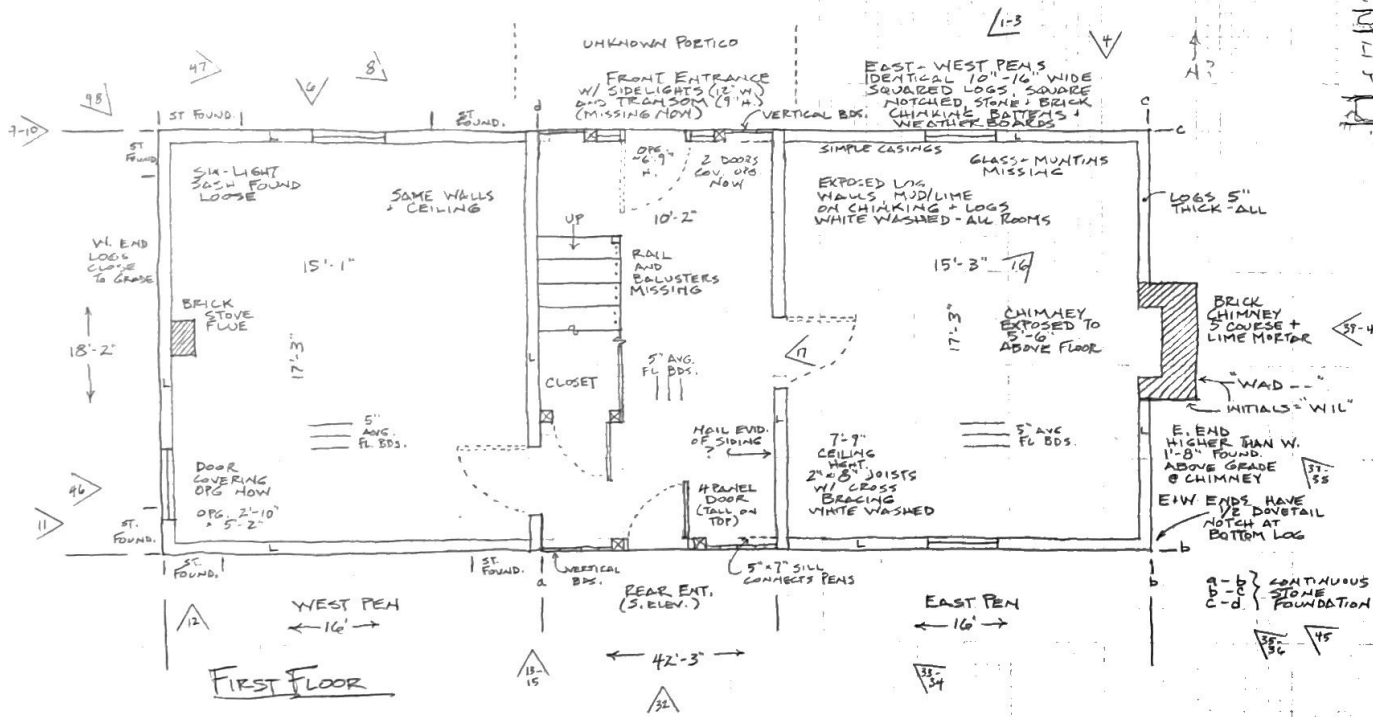 UNKNOWN PORTICO
1-3
4
N?
47
8
6
98
9-10
FRONT ENTRANCE
W/ SIDELIGHTS (12" W.)
AND TRANSOM (9" H.)
(MISSING NOW)
VERTICAL BDS.
EAST - WEST PENS
IDENTICAL 10"-16" WIDE
SQUARED LOGS, SQUARE
NOTCHED, STONE + BRICK
CHINKING, BATTENS +
WEATHER BOARDS
d
c
c
ST FOUND.
ST FOUND.
ST FOUND.
SIX-LIGHT
SASH FOUND
LOOSE
SAME WALLS
+ CEILING
OPG.
~6'-9"
H.
2 DOORS
COV. OPG
NOW
10'-2"
SIMPLE CASINGS
GLASS - MUNTINS
MISSING
EXPOSED LOG
WALLS, MUD/LIME
ON CHINKING + LOGS
WHITE WASHED - ALL ROOMS
LOGS 5"
THICK - ALL
W. END
LOGS
CLOSE
TO GRADE
UP
RAIL
AND
BALUSTERS
MISSING
15'-1"
15'-3"
16
BRICK
STOVE
FLUE
18'-2"
17'-3"
CLOSET
5" AVG.
FL. BDS.
17
17'-3"
CHIMNEY
EXPOSED TO
5'-6"
ABOVE FLOOR
BRICK
CHIMNEY
5 COURSE +
LIME MORTAR
"WAD --"
INITIALS = "WIL"
5"
AVG.
FL. BDS.
NAIL EVID.
OF SIDING
?
7'-9"
CEILING
HGHT.
2" x 8" JOISTS
W/ CROSS
BRACING
WHITE WASHED
5" AVG
FL BDS.
E. END
HIGHER THAN W.
1'-8" FOUND.
ABOVE GRADE
@ CHIMNEY
96
11
DOOR
COVERING
OPG NOW
OPG. 2'-10"
x 5'-2"
4 PANEL
DOOR
(TALL ON
TOP)
E+W ENDS HAVE
1/2 DOVETAIL
NOTCH AT
BOTTOM LOG
ST.
FOUND.
ST.
FOUND.
ST.
FOUND.
a
VERTICAL
BDS.
REAR ENT.
(S. ELEV.)
5" x 7" SILL
CONNECTS PENS
b
b
a-b
b-c
c-d
CONTINUOUS
STONE
FOUNDATION
12
WEST PEN
16'
13-
15
42'-3"
32
EAST PEN
16'
33-
34
35-
36
45
FIRST FLOOR